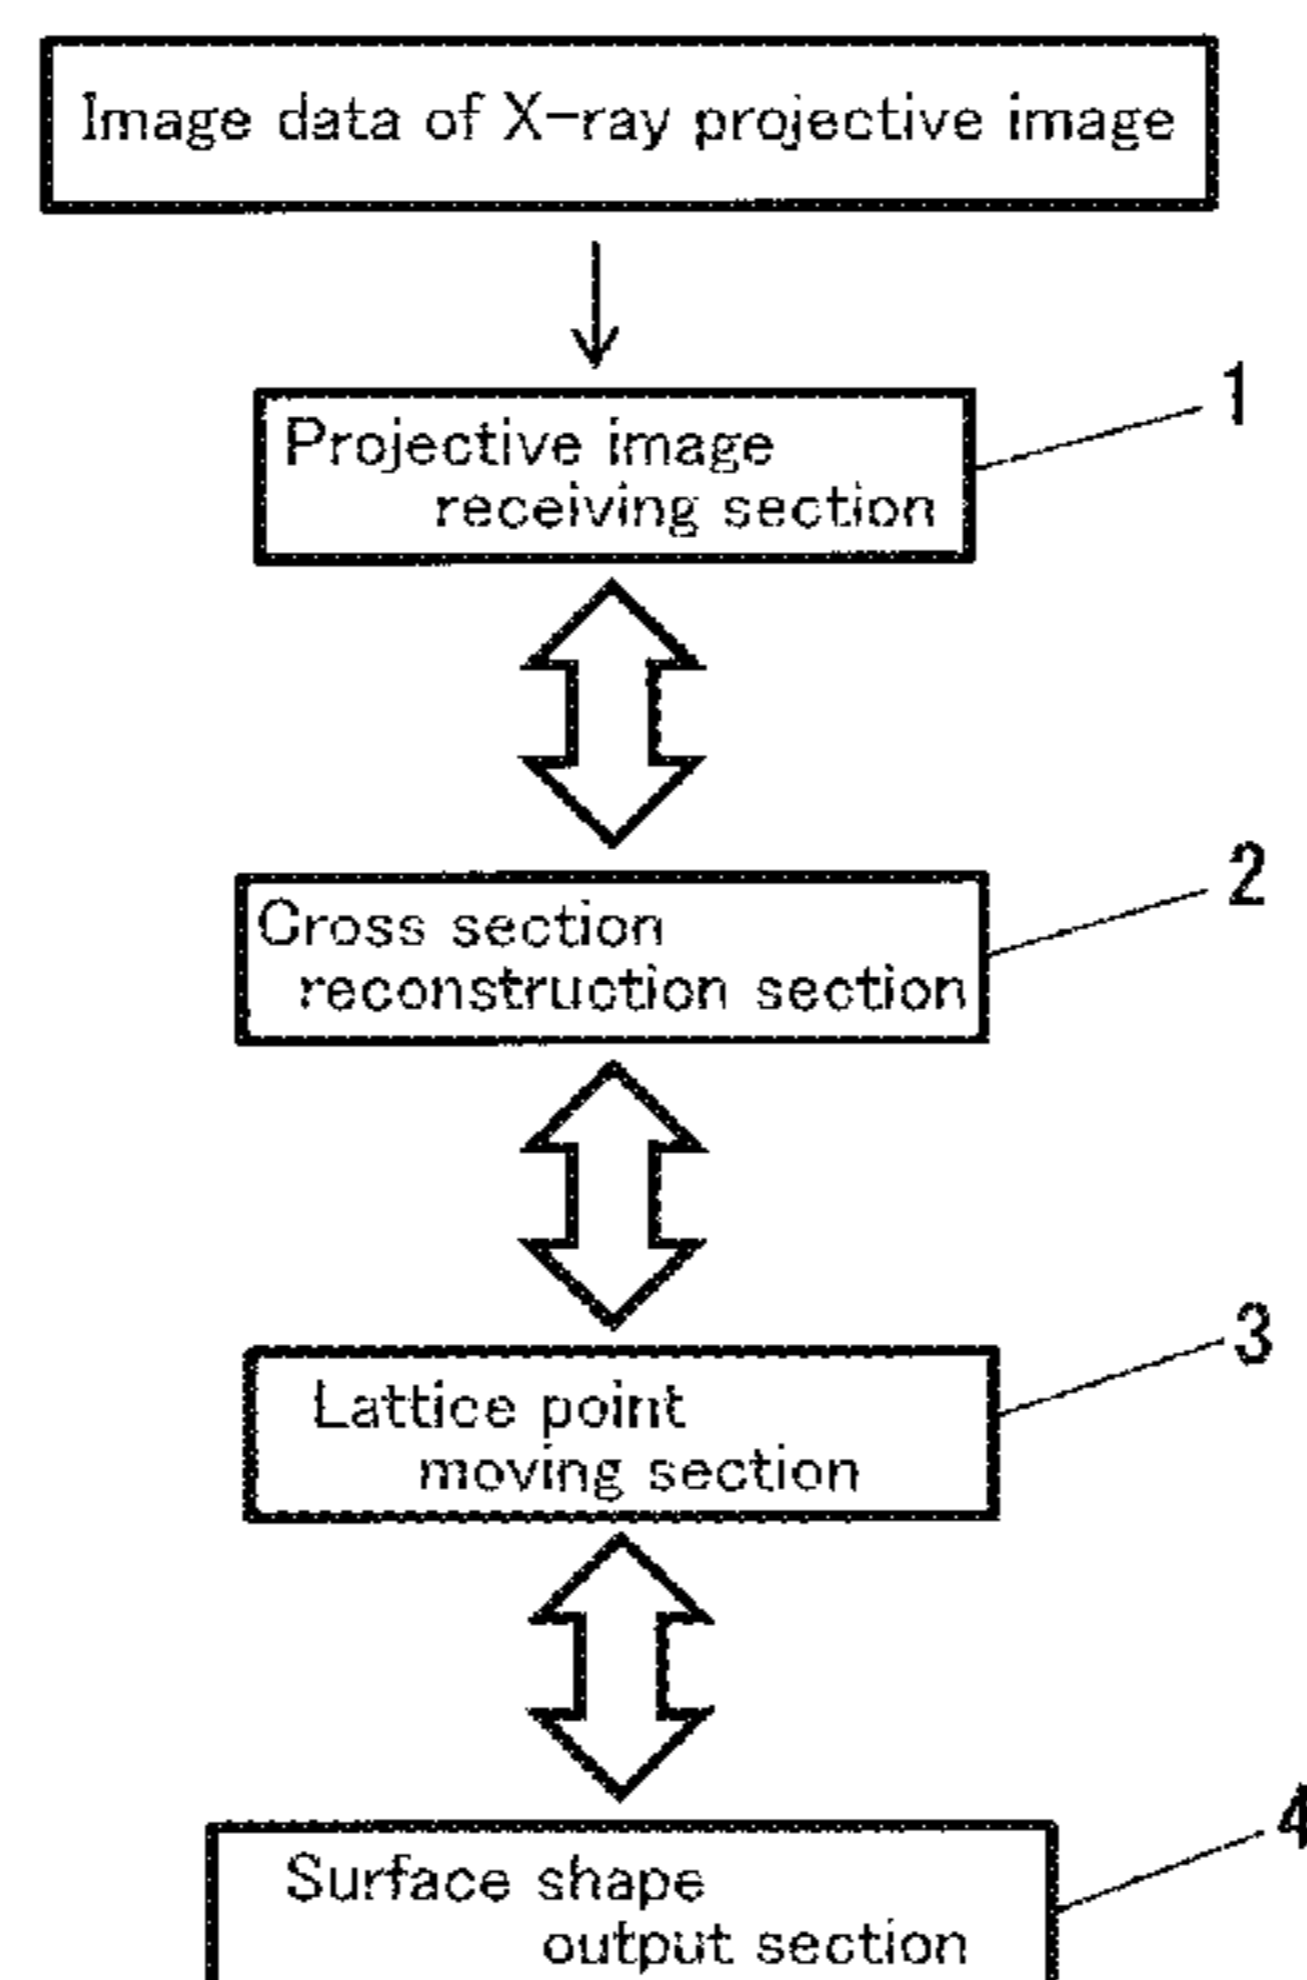 Image data of X-ray projective image
1
Projective image
receiving section
2
Cross section
reconstruction section
3
Lattice point
moving section
4
Surface shape
output section